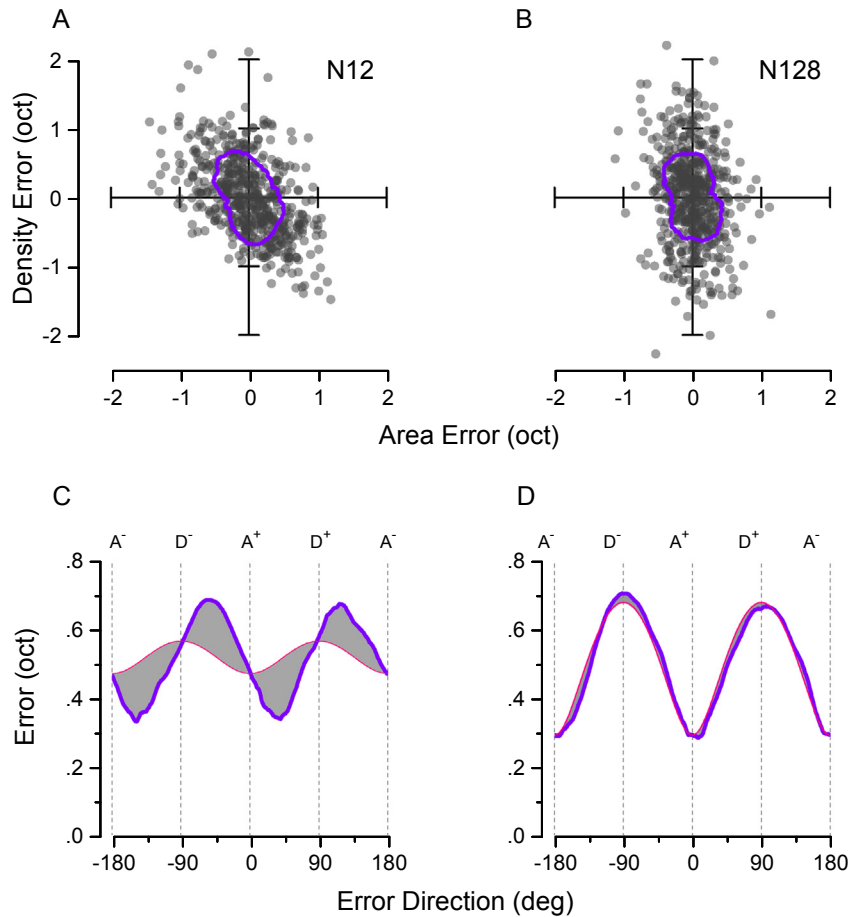 A
B
N12
N128
Density Error (oct)
2
1
0
-1
-2
-2 -1 0 1 2
-2 -1 0 1 2
Area Error (oct)
C
D
A- D- A+ D+ A-
A- D- A+ D+ A-
Error (oct)
.8
.6
.4
.2
.0
.8
.6
.4
.2
.0
-180 -90 0 90 180
-180 -90 0 90 180
Error Direction (deg)